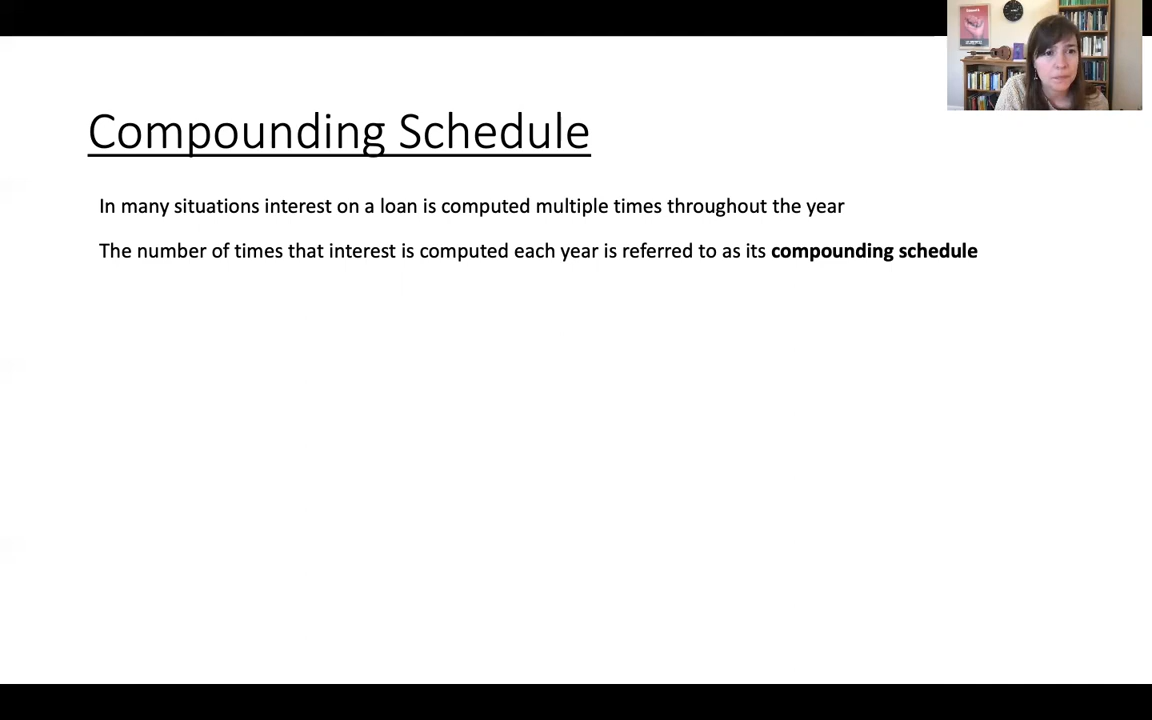 Compounding Schedule
In many situations interest on a loan is computed multiple times throughout the year
The number of times that interest is computed each year is referred to as its compounding schedule